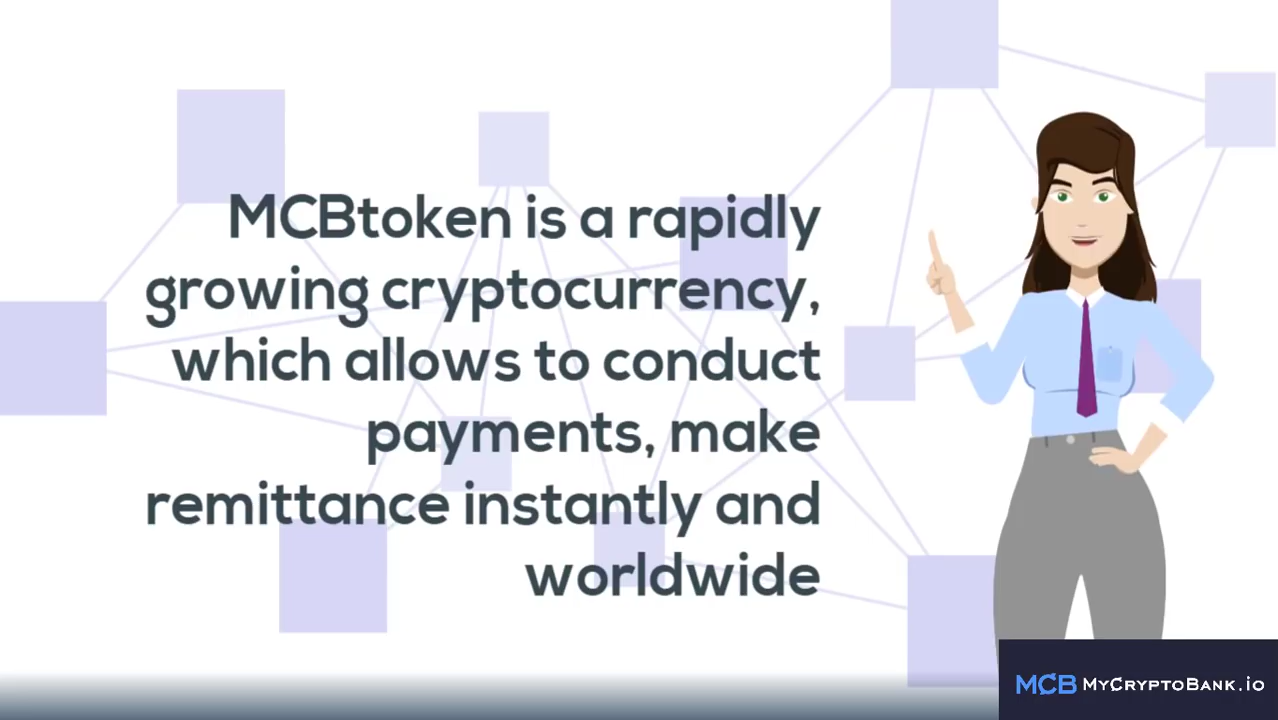 MCBtoken is a rapidly
growing cryptocurrency,
which allows to conduct
payments, make
remittance instantly and
worldwide
MCB MyCryptoBank.io